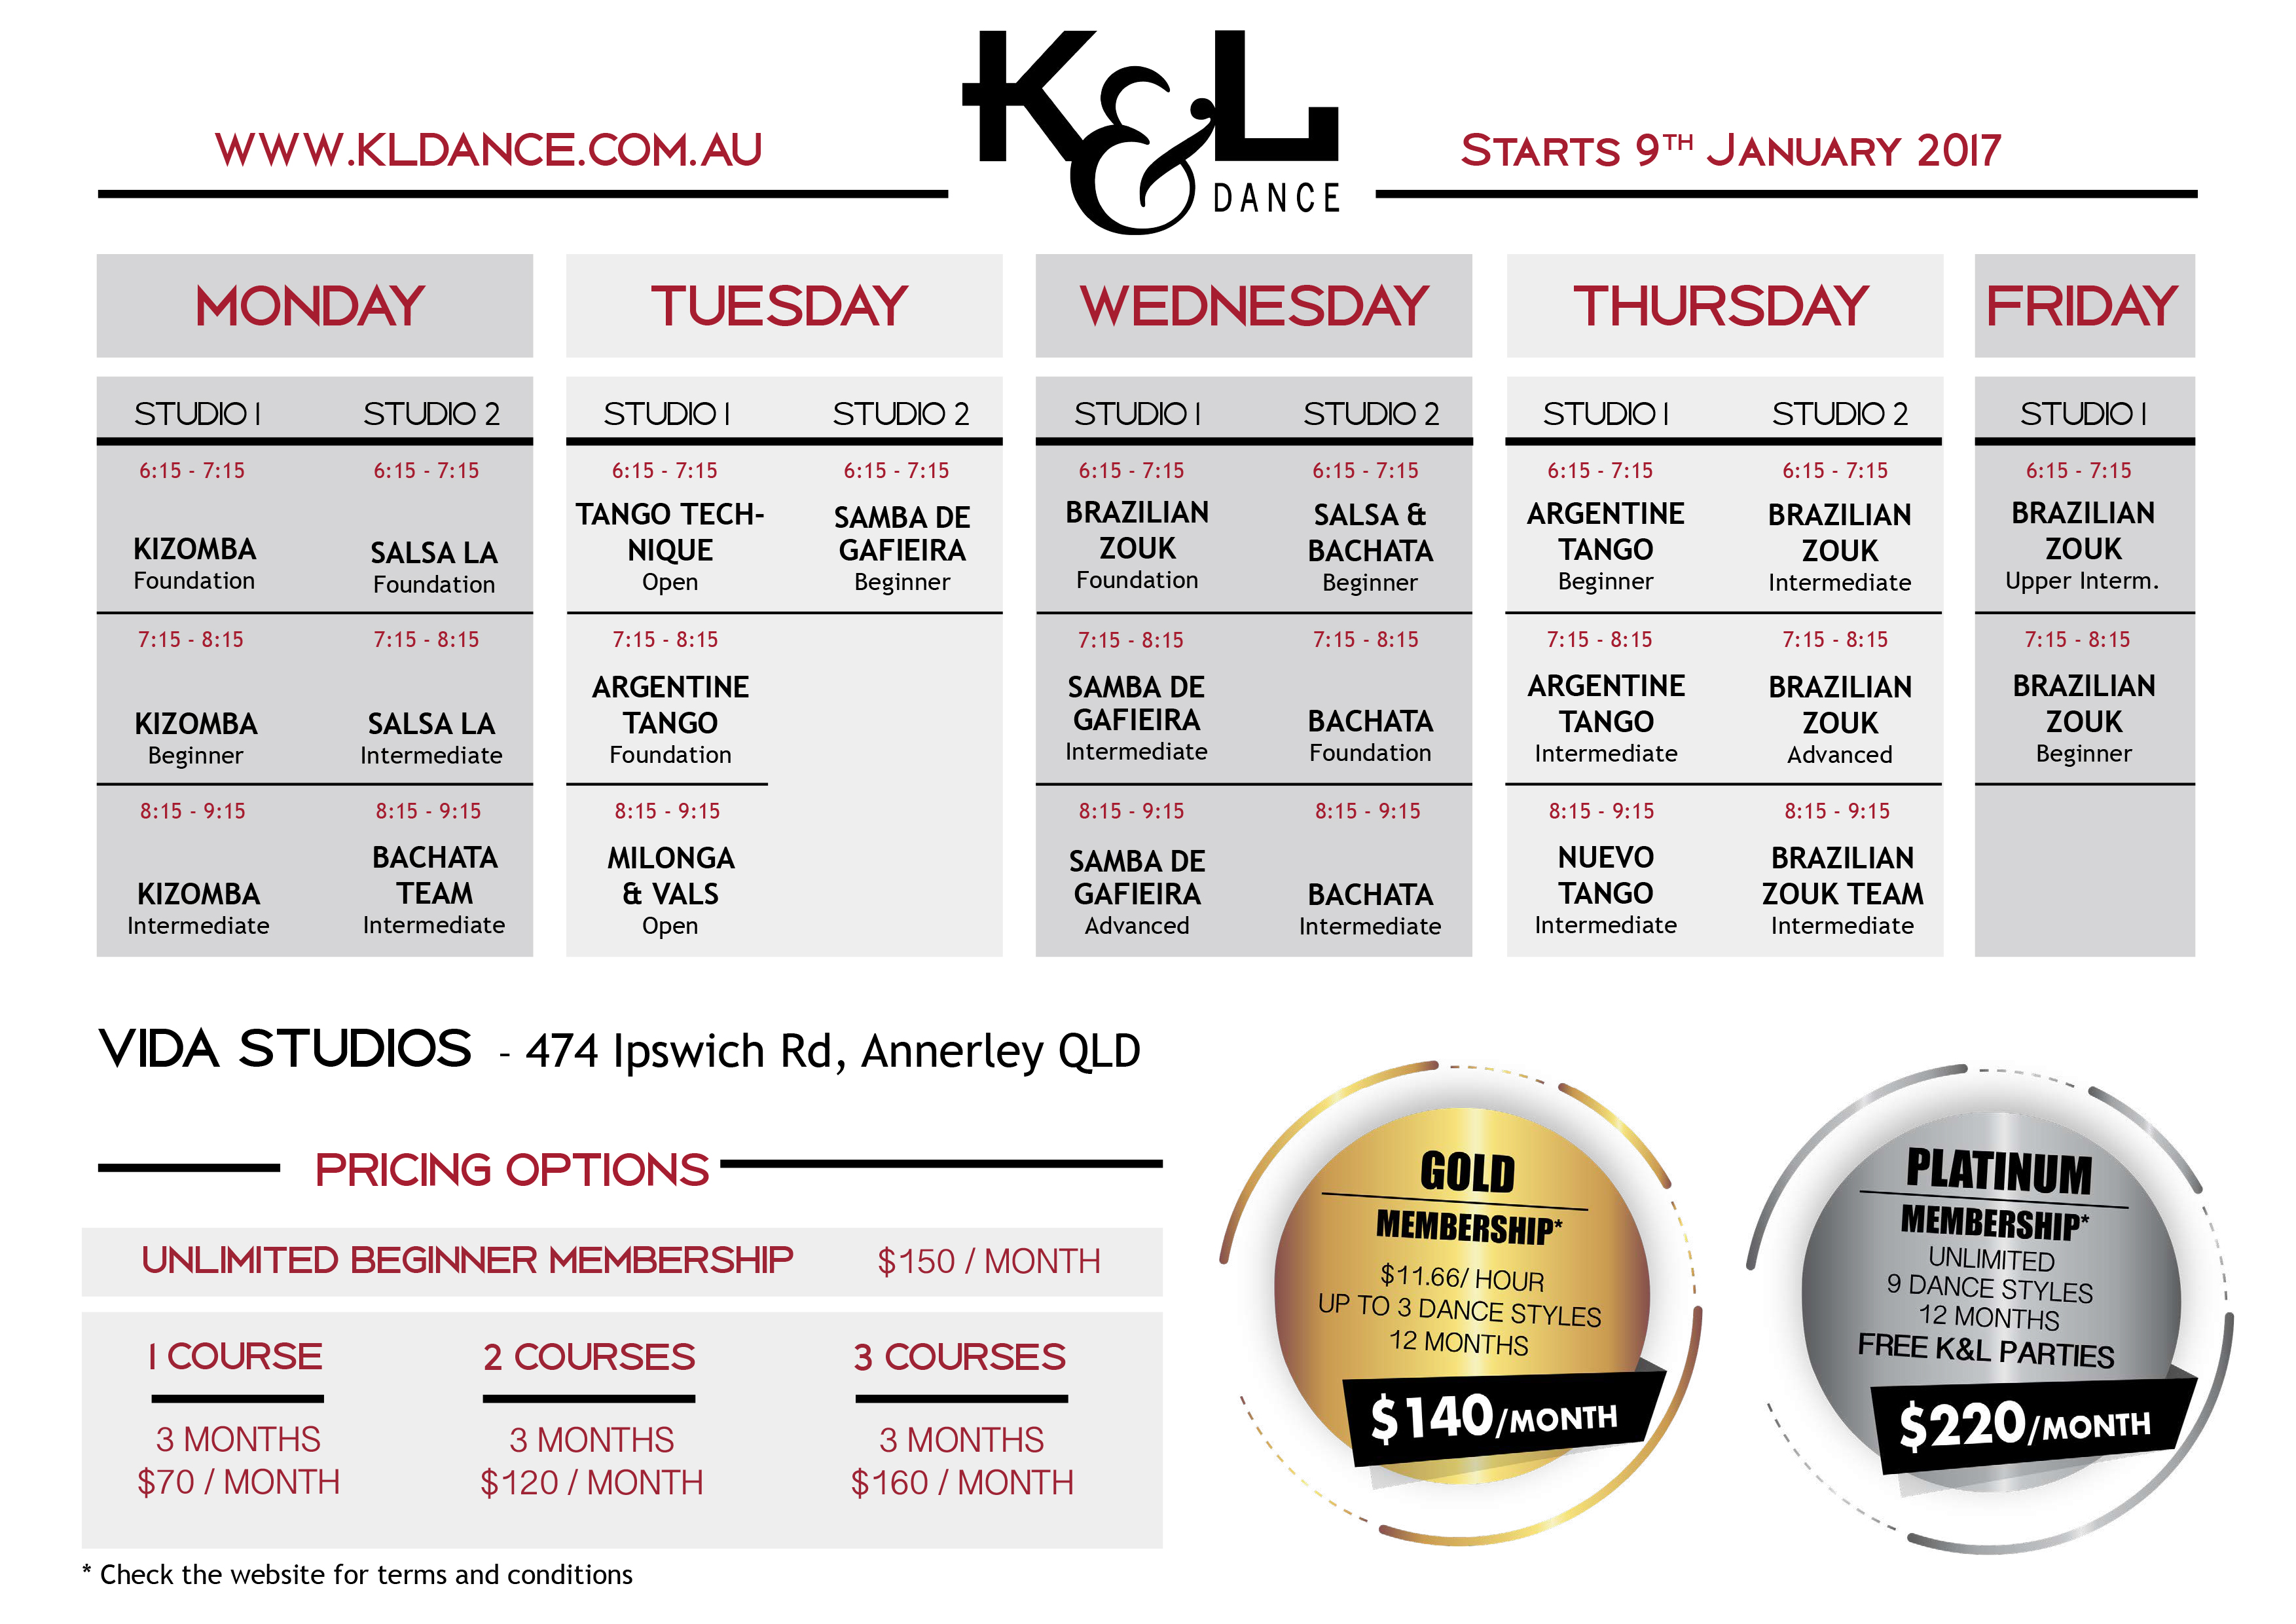 WWW.KLDANCE.COM.AU
K&L
DANCE
STARTS 9TH JANUARY 2017
MONDAY
STUDIO 1 STUDIO 2
6:15 - 7:15 6:15 - 7:15
KIZOMBA SALSA LA
Foundation Foundation
7:15 - 8:15 7:15 - 8:15
KIZOMBA SALSA LA
Beginner Intermediate
8:15 - 9:15 8:15 - 9:15
BACHATA
KIZOMBA TEAM
Intermediate Intermediate
TUESDAY
STUDIO 1 STUDIO 2
6:15 - 7:15 6:15 - 7:15
TANGO TECH- SAMBA DE
NIQUE GAFIEIRA
Open Beginner
7:15 - 8:15
ARGENTINE
TANGO
Foundation
8:15 - 9:15
MILONGA
& VALS
Open
WEDNESDAY
STUDIO 1 STUDIO 2
6:15 - 7:15 6:15 - 7:15
BRAZILIAN SALSA &
ZOUK BACHATA
Foundation Beginner
7:15 - 8:15 7:15 - 8:15
SAMBA DE
GAFIEIRA BACHATA
Intermediate Foundation
8:15 - 9:15 8:15 - 9:15
SAMBA DE
GAFIEIRA BACHATA
Advanced Intermediate
THURSDAY
STUDIO 1 STUDIO 2
6:15 - 7:15 6:15 - 7:15
ARGENTINE BRAZILIAN
TANGO ZOUK
Beginner Intermediate
7:15 - 8:15 7:15 - 8:15
ARGENTINE BRAZILIAN
TANGO ZOUK
Intermediate Advanced
8:15 - 9:15 8:15 - 9:15
NUEVO BRAZILIAN
TANGO ZOUK TEAM
Intermediate Intermediate
FRIDAY
STUDIO 1
6:15 - 7:15
BRAZILIAN
ZOUK
Upper Interm.
7:15 - 8:15
BRAZILIAN
ZOUK
Beginner
VIDA STUDIOS - 474 Ipswich Rd, Annerley QLD
PRICING OPTIONS
UNLIMITED BEGINNER MEMBERSHIP $150 / MONTH
1 COURSE
3 MONTHS
$70 / MONTH
2 COURSES
3 MONTHS
$120 / MONTH
3 COURSES
3 MONTHS
$160 / MONTH
* Check the website for terms and conditions
GOLD
MEMBERSHIP*
$11.66/ HOUR
UP TO 3 DANCE STYLES
12 MONTHS
$140/MONTH
PLATINUM
MEMBERSHIP*
UNLIMITED
9 DANCE STYLES
12 MONTHS
FREE K&L PARTIES
$220/MONTH